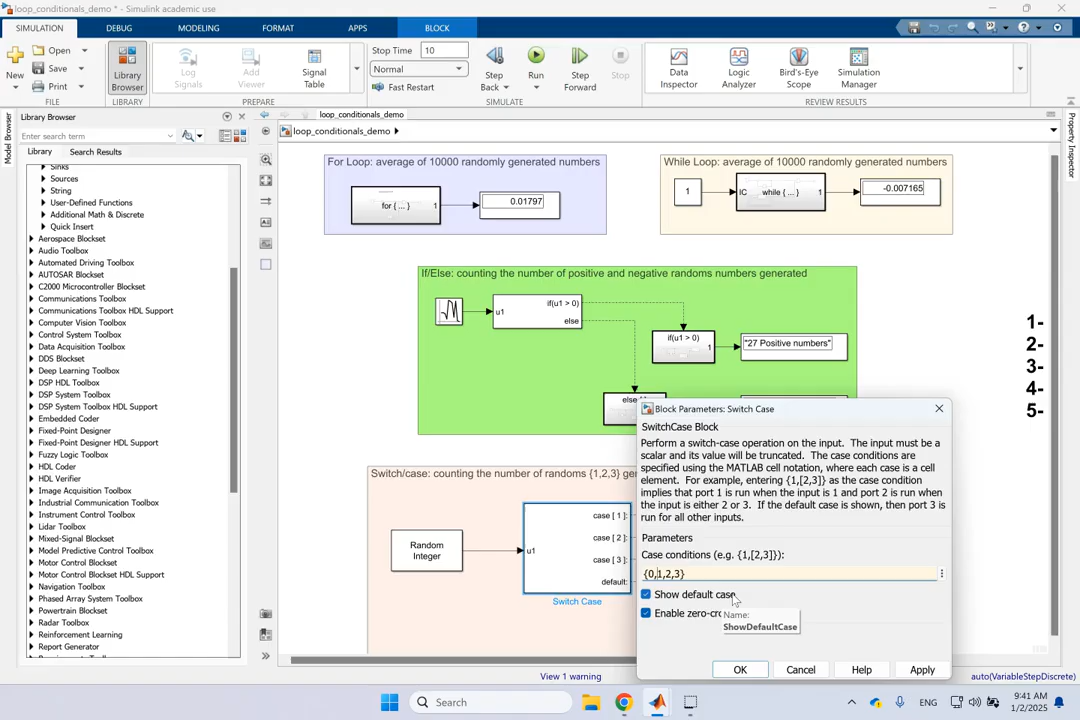 loop_conditionals_demo * - Simulink academic use
SIMULATION
DEBUG
MODELING
FORMAT
APPS
BLOCK
New
Open
Save
Print
FILE
Library
Browser
LIBRARY
Log
Signals
Add
Viewer
Signal
Table
PREPARE
Stop Time 10
Normal
Fast Restart
Step
Back
Run
Step
Forward
Stop
SIMULATE
Data
Inspector
Logic
Analyzer
Bird's-Eye
Scope
Simulation
Manager
REVIEW RESULTS
Model Browser
Library Browser
Enter search term
Library
Search Results
Sinks
Sources
String
User-Defined Functions
Additional Math & Discrete
Quick Insert
Aerospace Blockset
Audio Toolbox
Automated Driving Toolbox
AUTOSAR Blockset
C2000 Microcontroller Blockset
Communications Toolbox
Communications Toolbox HDL Support
Computer Vision Toolbox
Control System Toolbox
Data Acquisition Toolbox
DDS Blockset
Deep Learning Toolbox
DSP HDL Toolbox
DSP System Toolbox
DSP System Toolbox HDL Support
Embedded Coder
Fixed-Point Designer
Fixed-Point Designer HDL Support
Fuzzy Logic Toolbox
HDL Coder
HDL Verifier
Image Acquisition Toolbox
Industrial Communication Toolbox
Instrument Control Toolbox
Lidar Toolbox
Mixed-Signal Blockset
Model Predictive Control Toolbox
Motor Control Blockset
Motor Control Blockset HDL Support
Navigation Toolbox
Phased Array System Toolbox
Powertrain Blockset
Radar Toolbox
Reinforcement Learning
Report Generator
loop_conditionals_demo
loop_conditionals_demo
Property Inspector
For Loop: average of 10000 randomly generated numbers
for { ... } 1
0.01797
While Loop: average of 10000 randomly generated numbers
1
IC while { ... } 1
-0.007165
If/Else: counting the number of positive and negative randoms numbers generated
u1
if(u1 > 0)
else
if(u1 > 0)
1
"27 Positive numbers"
1-
2-
3-
4-
5-
Switch/case: counting the number of randoms {1,2,3}
Random
Integer
u1
case [ 1 ]:
case [ 2 ]:
case [ 3 ]:
default:
Switch Case
Block Parameters: Switch Case
SwitchCase Block
Perform a switch-case operation on the input. The input must be a
scalar and its value will be truncated. The case conditions are
specified using the MATLAB cell notation, where each case is a cell
element. For example, entering {1,[2,3]} as the case condition
implies that port 1 is run when the input is 1 and port 2 is run when
the input is either 2 or 3. If the default case is shown, then port 3 is
run for all other inputs.
Parameters
Case conditions (e.g. {1,[2,3]}):
{0,1,2,3}
Show default case
Enable zero-cro
Name:
ShowDefaultCase
OK
Cancel
Help
Apply
View 1 warning
auto(VariableStepDiscrete)
Search
ENG
9:41 AM
1/2/2025